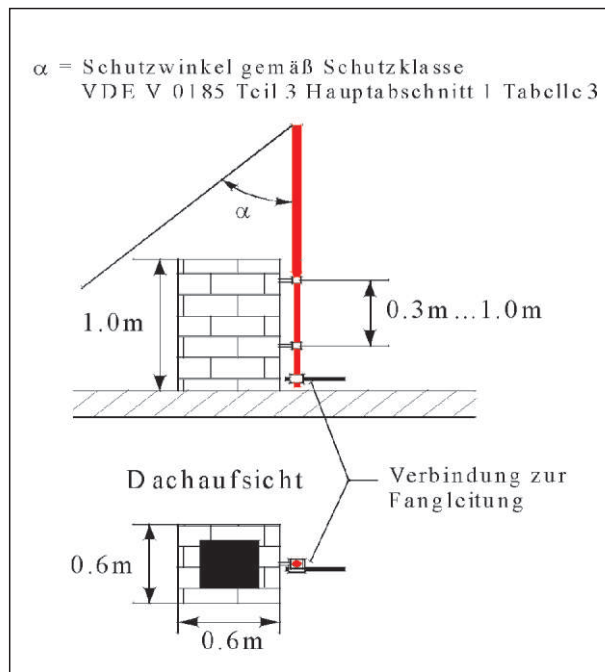 α = Schutzwinkel gemäß Schutzklasse
VDE V 0185 Teil 3 Hauptabschnitt 1 Tabelle 3
α
1.0m
0.3m...1.0m
Dachaufsicht
Verbindung zur
Fangleitung
0.6m
0.6m